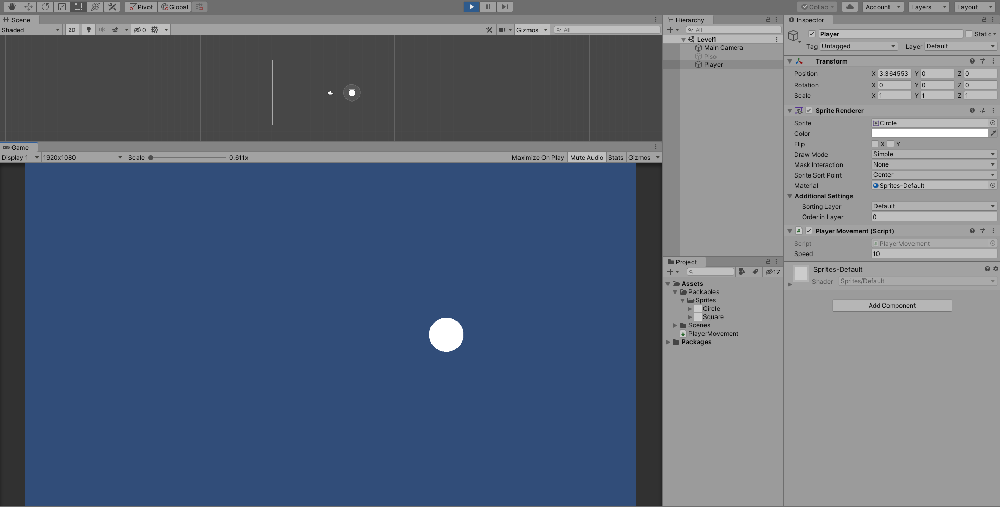 Pivot Global Collab Account Layers Layout
Scene
Shaded 2D 0 Gizmos All
Game
Display 1 1920x1080 Scale 0.611x Maximize On Play Mute Audio Stats Gizmos
Hierarchy
All
Level1
Main Camera
Piso
Player
Project
17
Assets
Packables
Sprites
Circle
Square
Scenes
# PlayerMovement
Packages
Inspector
Player Static
Tag Untagged Layer Default
Transform
Position X 3.364553 Y 0 Z 0
Rotation X 0 Y 0 Z 0
Scale X 1 Y 1 Z 1
Sprite Renderer
Sprite Circle
Color
Flip X Y
Draw Mode Simple
Mask Interaction None
Sprite Sort Point Center
Material Sprites-Default
Additional Settings
Sorting Layer Default
Order in Layer 0
# Player Movement (Script)
Script # PlayerMovement
Speed 10
Sprites-Default
Shader Sprites/Default
Add Component